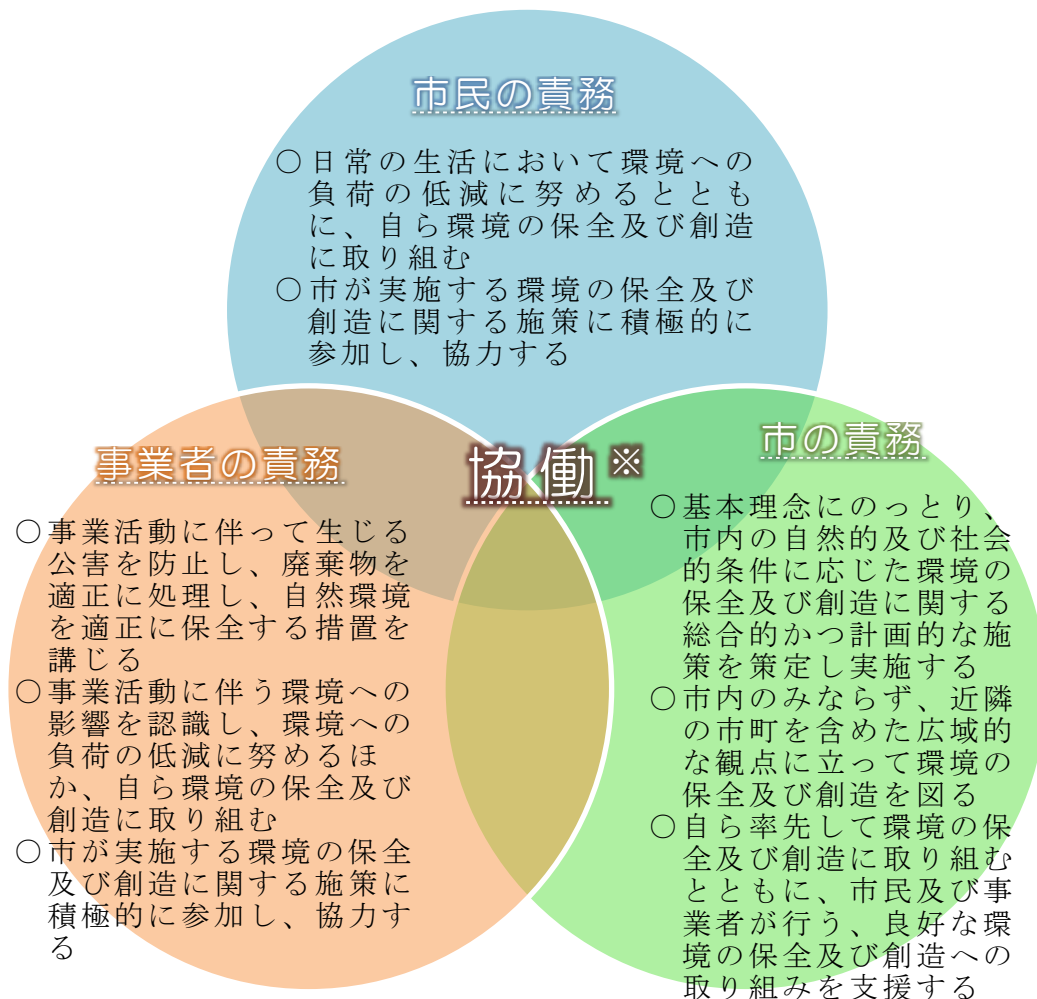 市民の責務
○日常の生活において環境への
負荷の低減に努めるととも
に、自ら環境の保全及び創造
に取り組む
○市が実施する環境の保全及び
創造に関する施策に積極的に
参加し、協力する
協働※
事業者の責務
○事業活動に伴って生じる
公害を防止し、廃棄物を
適正に処理し、自然環境
を適正に保全する措置を
講じる
○事業活動に伴う環境への
影響を認識し、環境への
負荷の低減に努めるほ
か、自ら環境の保全及び
創造に取り組む
○市が実施する環境の保全
及び創造に関する施策に
積極的に参加し、協力す
る
市の責務
○基本理念にのっとり、
市内の自然的及び社会
的条件に応じた環境の
保全及び創造に関する
総合的かつ計画的な施
策を策定し実施する
○市内のみならず、近隣
の市町を含めた広域的
な観点に立って環境の
保全及び創造を図る
○自ら率先して環境の保
全及び創造に取り組む
とともに、市民及び事
業者が行う、良好な環
境の保全及び創造への
取り組みを支援する